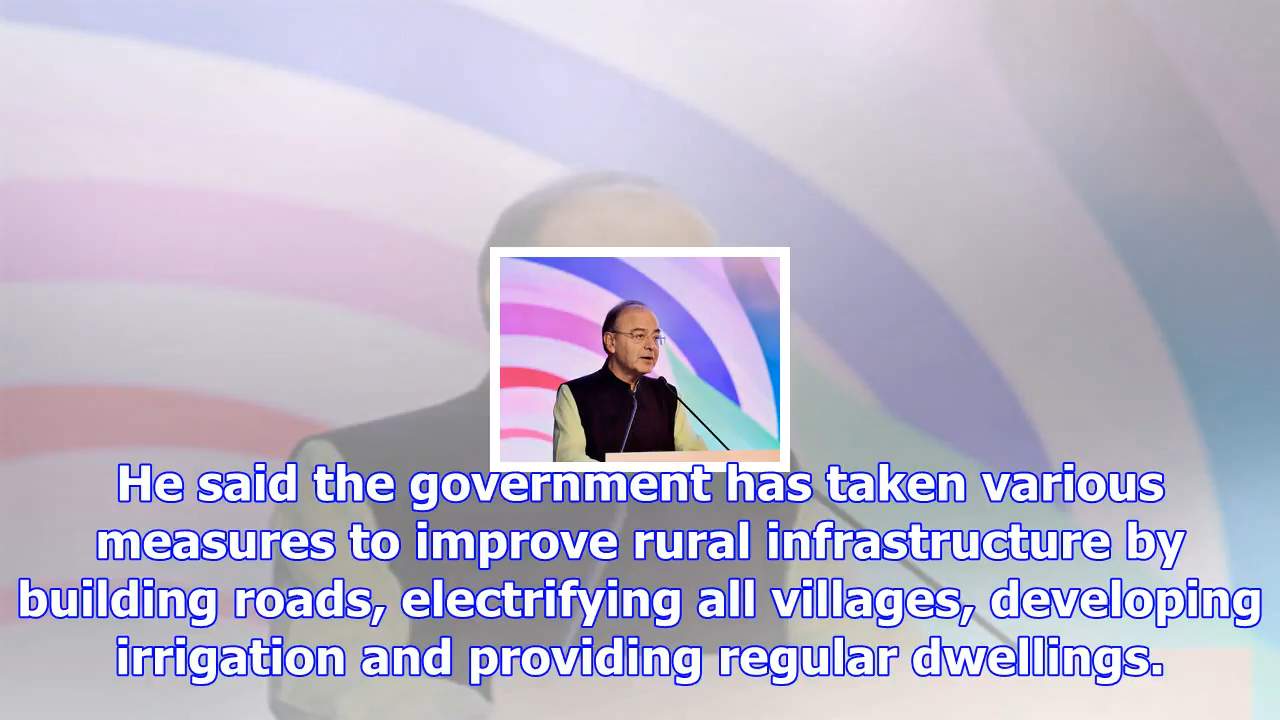 He said the government has taken various
measures to improve rural infrastructure by
building roads, electrifying all villages, developing
irrigation and providing regular dwellings.